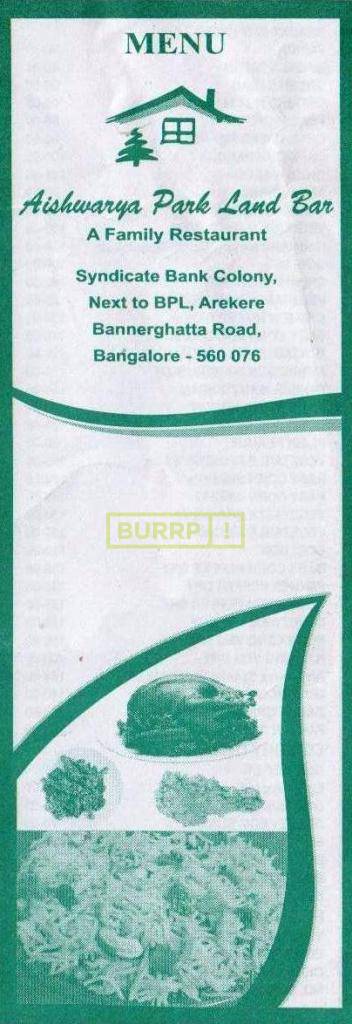 MENU
Aishwarya Park Land Bar
A Family Restaurant
Syndicate Bank Colony,
Next to BPL, Arekere
Bannerghatta Road,
Bangalore - 560 076
BURRP!